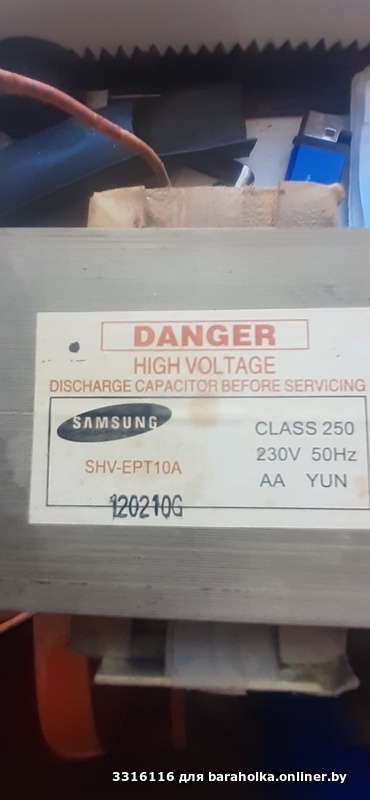 DANGER
HIGH VOLTAGE
DISCHARGE CAPACITOR BEFORE SERVICING
SAMSUNG
CLASS 250
SHV-EPT10A
230V 50Hz
AA YUN
120210G
3316116 для baraholka.onliner.by